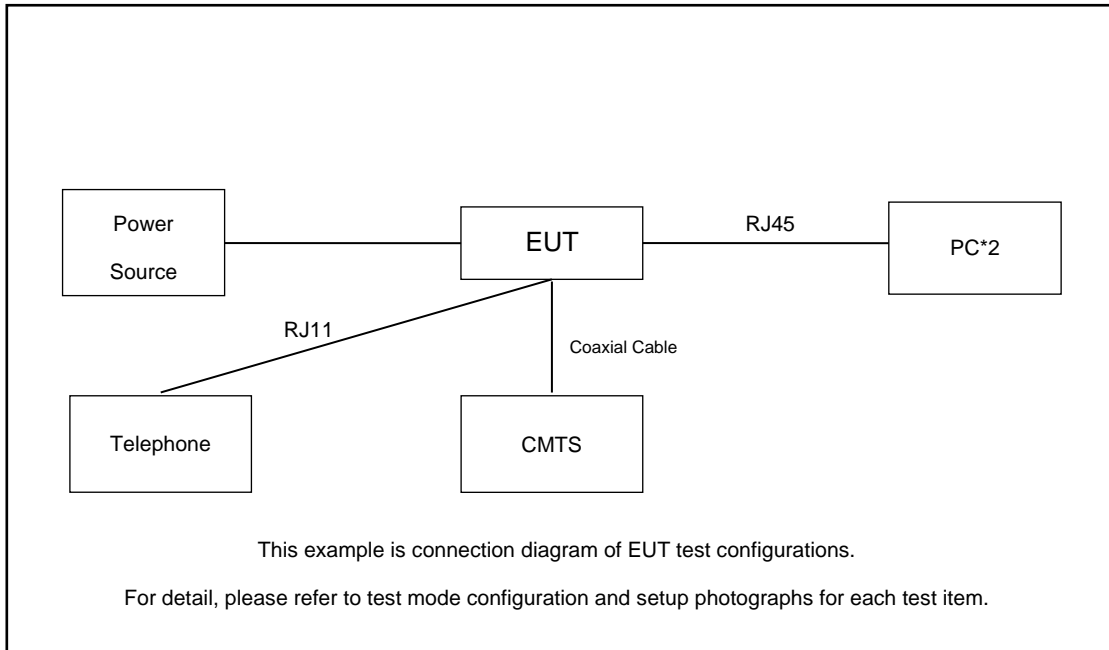 Power
Source
EUT
RJ45
PC*2
RJ11
Coaxial Cable
Telephone
CMTS
This example is connection diagram of EUT test configurations.
For detail, please refer to test mode configuration and setup photographs for each test item.